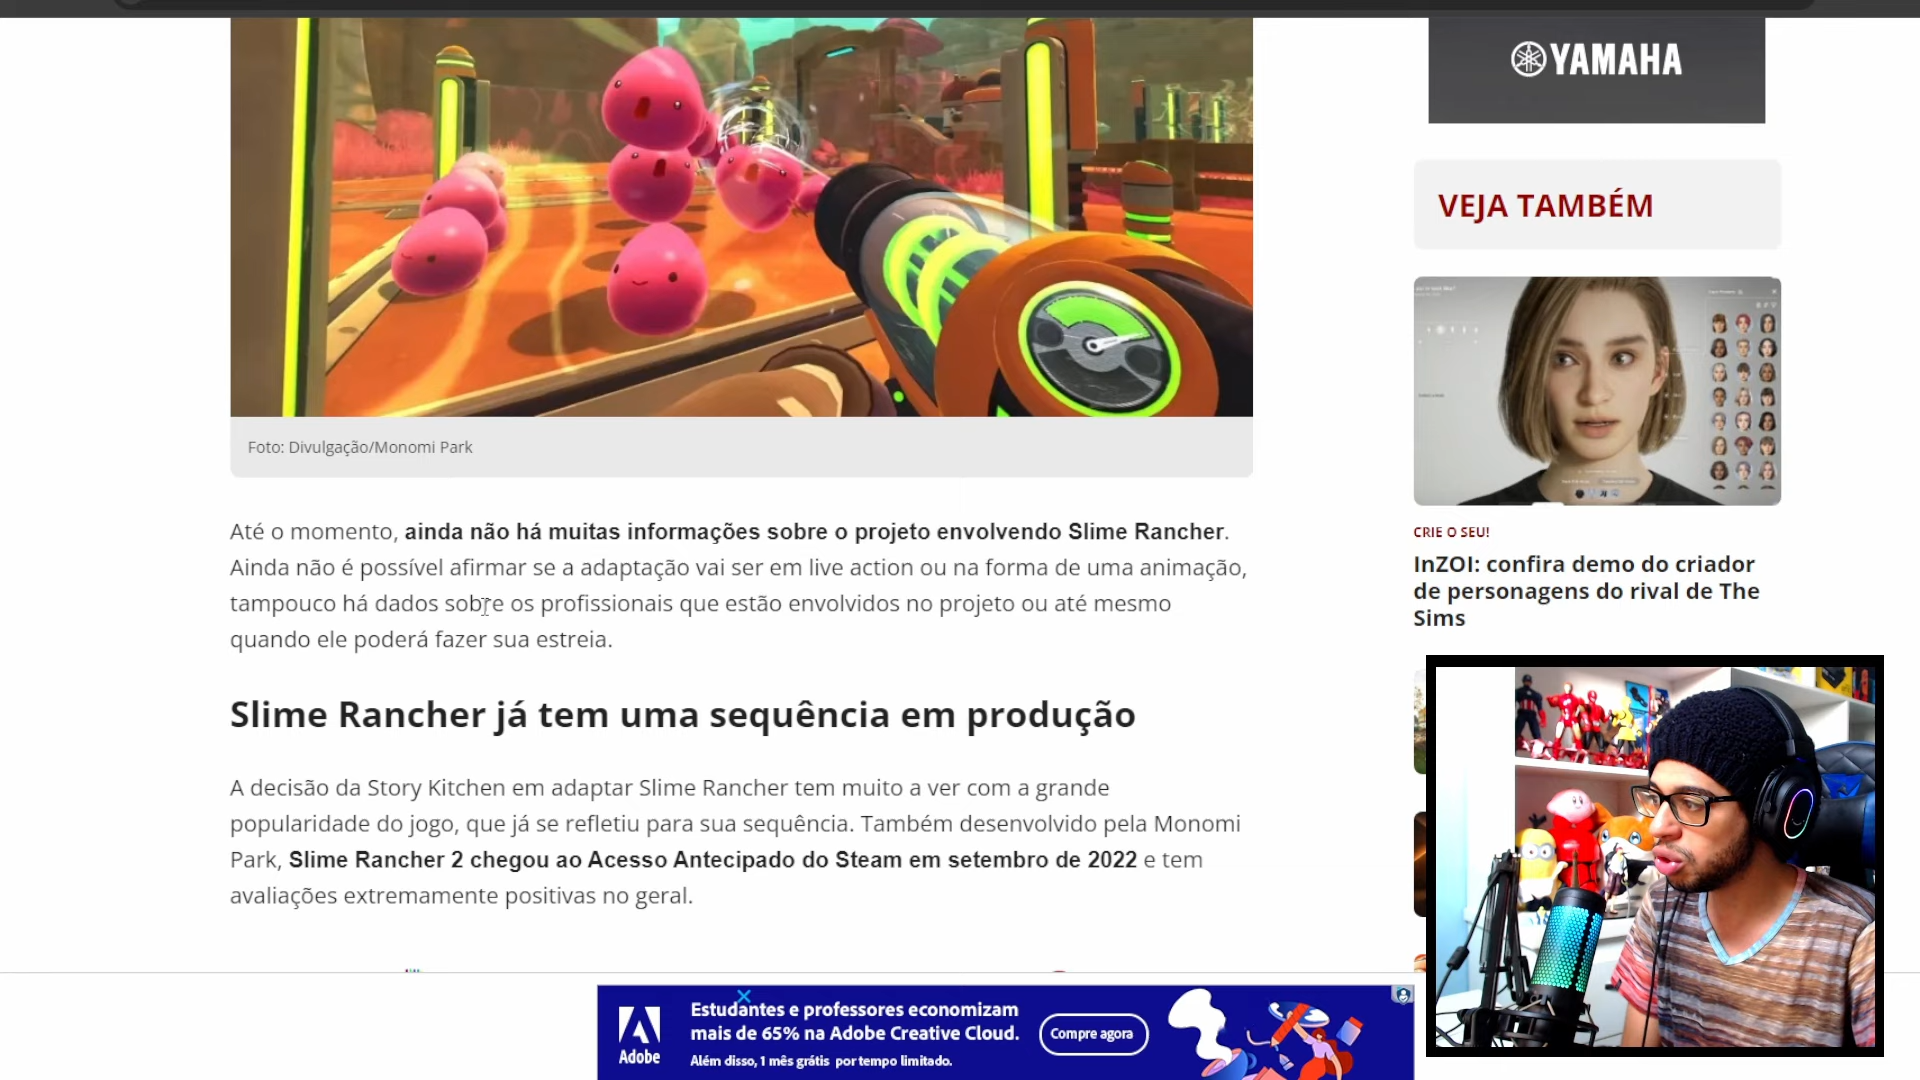 YAMAHA
Foto: Divulgação/Monomi Park
Até o momento, ainda não há muitas informações sobre o projeto envolvendo Slime Rancher.
Ainda não é possível afirmar se a adaptação vai ser em live action ou na forma de uma animação,
tampouco há dados sobre os profissionais que estão envolvidos no projeto ou até mesmo
quando ele poderá fazer sua estreia.
Slime Rancher já tem uma sequência em produção
A decisão da Story Kitchen em adaptar Slime Rancher tem muito a ver com a grande
popularidade do jogo, que já se refletiu para sua sequência. Também desenvolvido pela Monomi
Park, Slime Rancher 2 chegou ao Acesso Antecipado do Steam em setembro de 2022 e tem
avaliações extremamente positivas no geral.
VEJA TAMBÉM
CRIE O SEU!
InZOI: confira demo do criador
de personagens do rival de The
Sims
Adobe
Estudantes e professores economizam
mais de 65% na Adobe Creative Cloud.
Além disso, 1 mês grátis por tempo limitado.
Compre agora